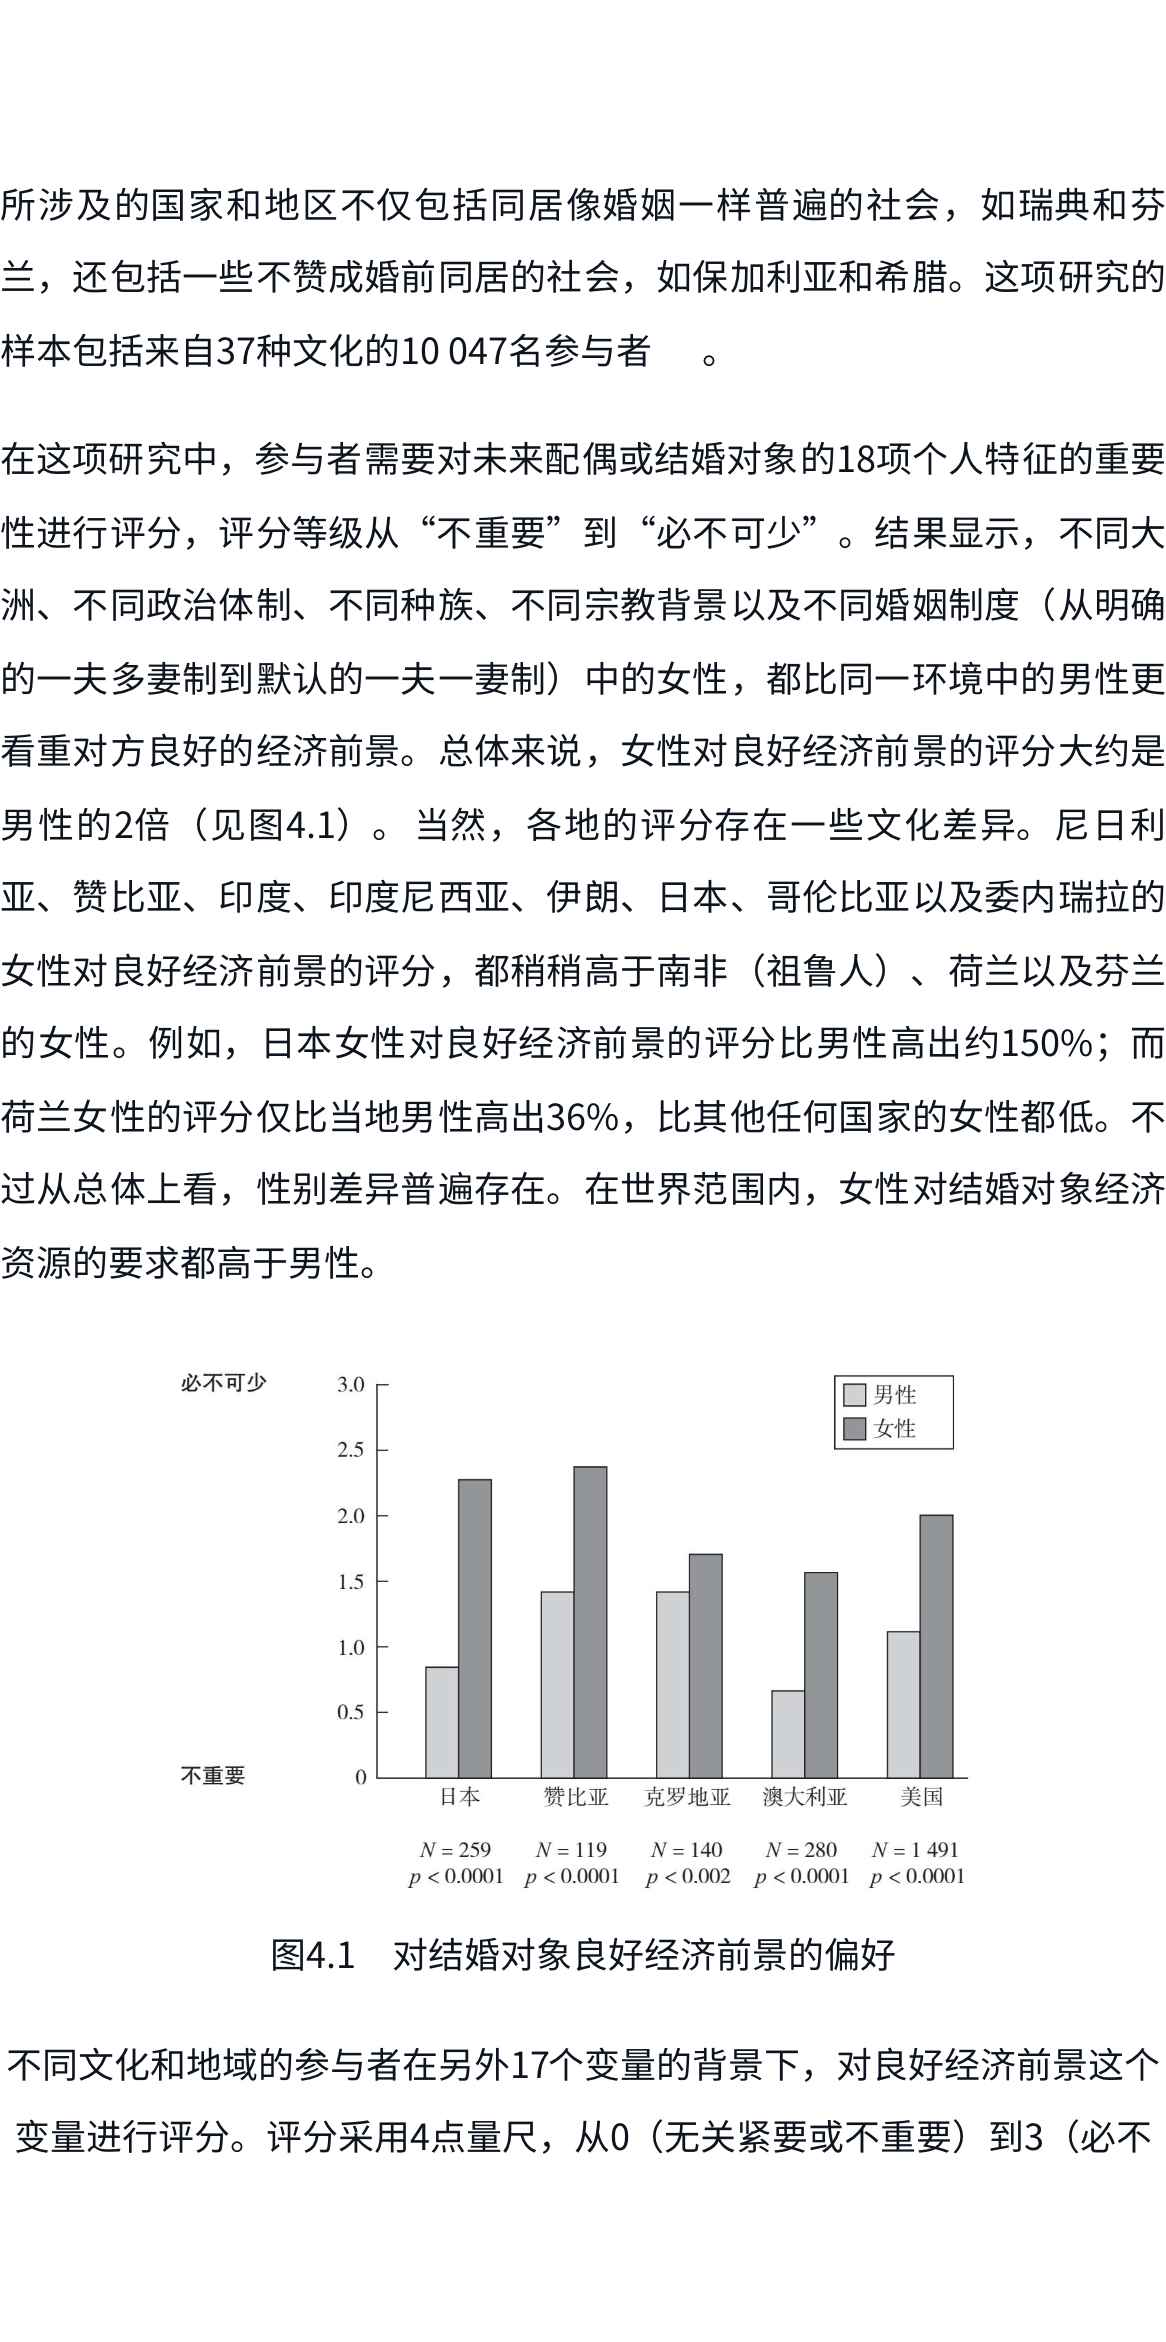 所涉及的国家和地区不仅包括同居像婚姻一样普遍的社会，如瑞典和芬
兰，还包括一些不赞成婚前同居的社会，如保加利亚和希腊。这项研究的
样本包括来自37种文化的10 047名参与者 。
在这项研究中，参与者需要对未来配偶或结婚对象的18项个人特征的重要
性进行评分，评分等级从“不重要”到“必不可少”。结果显示，不同大
洲、不同政治体制、不同种族、不同宗教背景以及不同婚姻制度（从明确
的一夫多妻制到默认的一夫一妻制）中的女性，都比同一环境中的男性更
看重对方良好的经济前景。总体来说，女性对良好经济前景的评分大约是
男性的2倍（见图4.1）。 当然，各地的评分存在一些文化差异。尼日利
亚、赞比亚、印度、印度尼西亚、伊朗、日本、哥伦比亚以及委内瑞拉的
女性对良好经济前景的评分，都稍稍高于南非（祖鲁人）、荷兰以及芬兰
的女性。例如，日本女性对良好经济前景的评分比男性高出约150%；而
荷兰女性的评分仅比当地男性高出36%，比其他任何国家的女性都低。不
过从总体上看，性别差异普遍存在。在世界范围内，女性对结婚对象经济
资源的要求都高于男性。
必不可少
3.0
男性
女性
2.5
2.0
1.5
1.0
0.5
不重要
0
日本 赞比亚 克罗地亚 澳大利亚 美国
N = 259 N = 119 N = 140 N = 280 N = 1 491
p < 0.0001 p < 0.0001 p < 0.002 p < 0.0001 p < 0.0001
图4.1 对结婚对象良好经济前景的偏好
不同文化和地域的参与者在另外17个变量的背景下，对良好经济前景这个
变量进行评分。评分采用4点量尺，从0（无关紧要或不重要）到3（必不